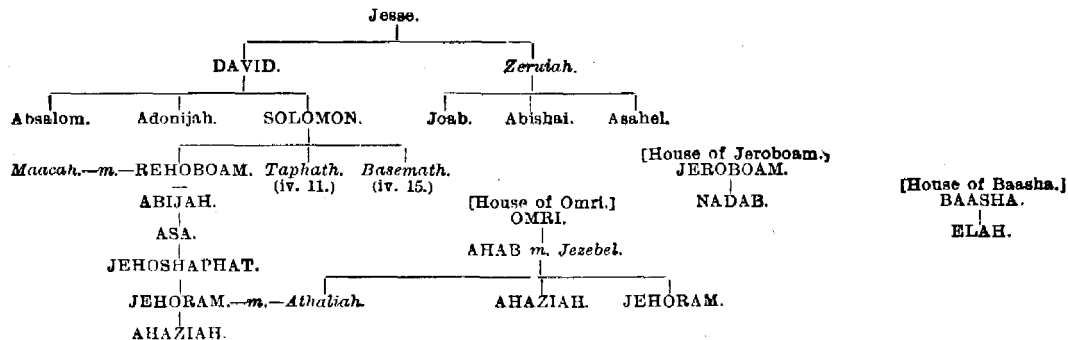 Jesse.
DAVID. Zeruiah.
Absalom. Adonijah. SOLOMON. Joab. Abishai. Asahel.
Maacah.—m.—REHOBOAM. Taphath. Basemath. [House of Jeroboam.]
(iv. 11.) (iv. 15.) JEROBOAM.
ABIJAH. [House of Omri.] NADAB. [House of Baasha.]
OMRI. BAASHA.
ASA. ELAH.
AHAB m. Jezebel.
JEHOSHAPHAT.
JEHORAM.—m.—Athaliah. AHAZIAH. JEHORAM.
AHAZIAH.